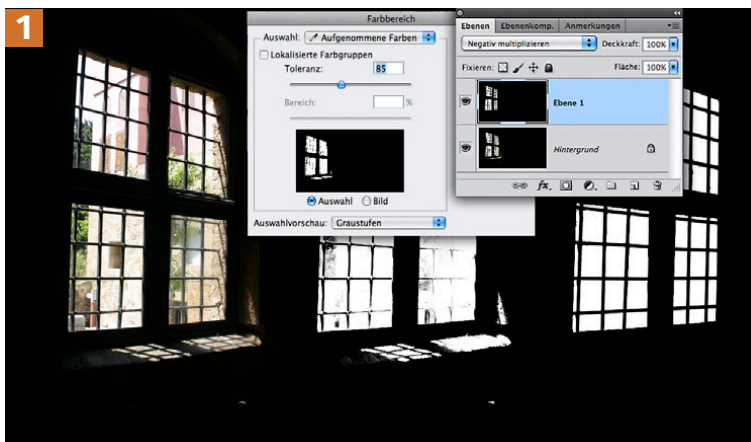 1
Farbbereich
Auswahl: Aufgenommene Farben
Lokalisierte Farbgruppen
Toleranz: 85
Bereich: %
Auswahl Bild
Auswahlvorschau: Graustufen
Ebenen Ebenenkomp. Anmerkungen
Negativ multiplizieren Deckkraft: 100%
Fixieren: Fläche: 100%
Ebene 1
Hintergrund
fx.